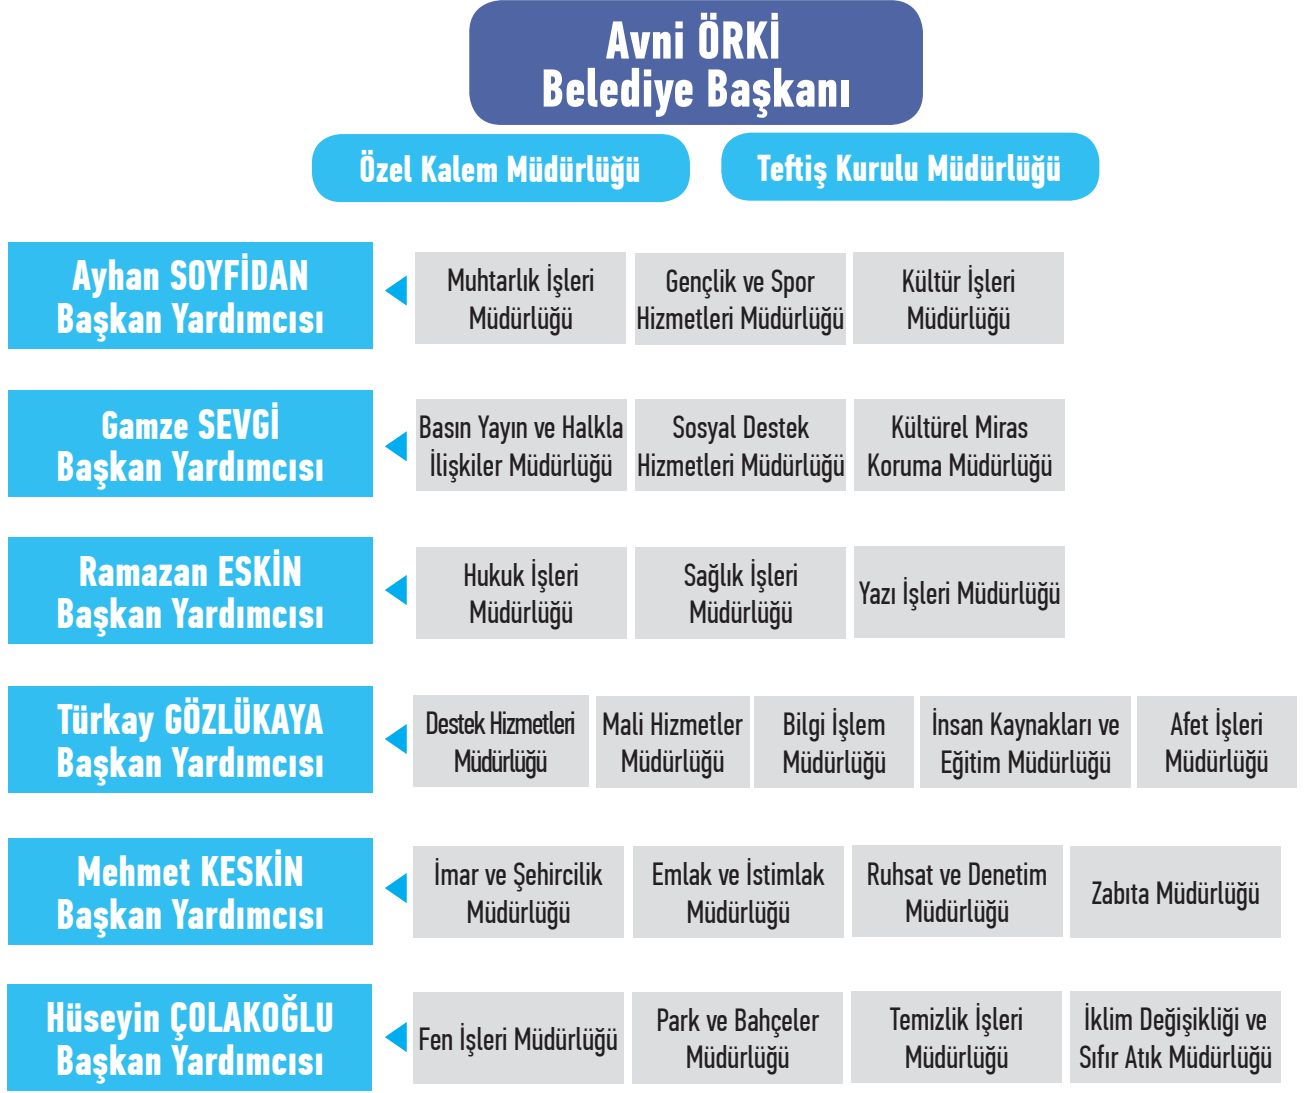 Avni ÖRKİ
Belediye Başkanı
Özel Kalem Müdürlüğü
Teftiş Kurulu Müdürlüğü
Ayhan SOYFİDAN
Başkan Yardımcısı
Muhtarlık İşleri
Müdürlüğü
Gençlik ve Spor
Hizmetleri Müdürlüğü
Kültür İşleri
Müdürlüğü
Gamze SEVGİ
Başkan Yardımcısı
Basın Yayın ve Halkla
İlişkiler Müdürlüğü
Sosyal Destek
Hizmetleri Müdürlüğü
Kültürel Miras
Koruma Müdürlüğü
Ramazan ESKİN
Başkan Yardımcısı
Hukuk İşleri
Müdürlüğü
Sağlık İşleri
Müdürlüğü
Yazı İşleri Müdürlüğü
Türkay GÖZLÜKAYA
Başkan Yardımcısı
Destek Hizmetleri
Müdürlüğü
Mali Hizmetler
Müdürlüğü
Bilgi İşlem
Müdürlüğü
İnsan Kaynakları ve
Eğitim Müdürlüğü
Afet İşleri
Müdürlüğü
Mehmet KESKİN
Başkan Yardımcısı
İmar ve Şehircilik
Müdürlüğü
Emlak ve İstimlak
Müdürlüğü
Ruhsat ve Denetim
Müdürlüğü
Zabıta Müdürlüğü
Hüseyin ÇOLAKOĞLU
Başkan Yardımcısı
Fen İşleri Müdürlüğü
Park ve Bahçeler
Müdürlüğü
Temizlik İşleri
Müdürlüğü
İklim Değişikliği ve
Sıfır Atık Müdürlüğü